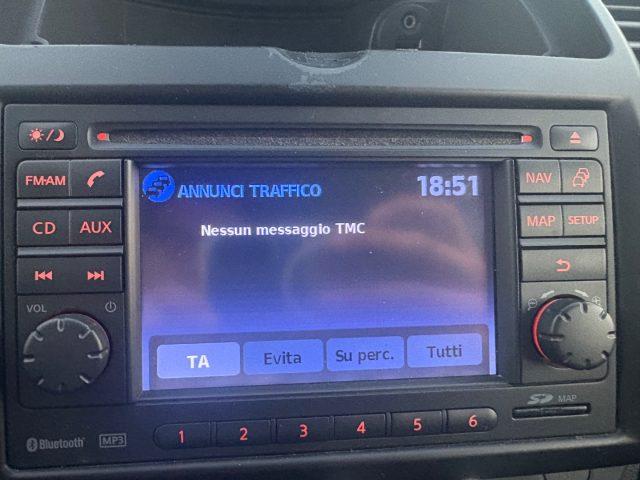 FM·AM
NAV
ANNUNCI TRAFFICO 18:51
CD AUX
MAP SETUP
Nessun messaggio TMC
VOL
TA Evita Su perc. Tutti
SD MAP
Bluetooth MP3
1 2 3 4 5 6